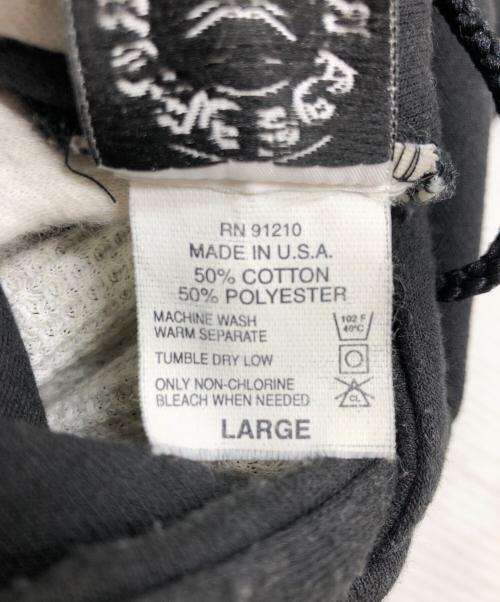 RN 91210
MADE IN U.S.A.
50% COTTON
50% POLYESTER
MACHINE WASH
WARM SEPARATE
102 F
40°C
TUMBLE DRY LOW
ONLY NON-CHLORINE
BLEACH WHEN NEEDED
CL
LARGE